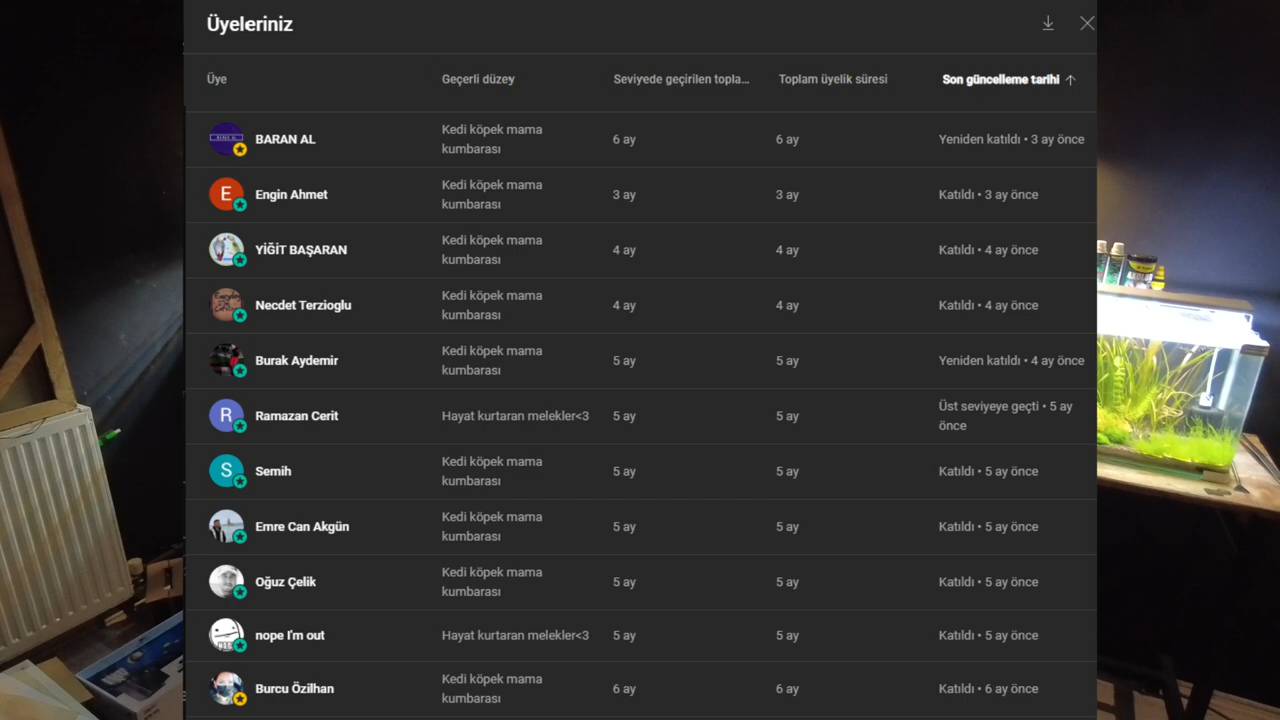 Üyeleriniz
Üye Geçerli düzey Seviyede geçirilen topla... Toplam üyelik süresi Son güncelleme tarihi
BARAN AL Kedi köpek mama kumbarası 6 ay 6 ay Yeniden katıldı • 3 ay önce
Engin Ahmet Kedi köpek mama kumbarası 3 ay 3 ay Katıldı • 3 ay önce
YİĞİT BAŞARAN Kedi köpek mama kumbarası 4 ay 4 ay Katıldı • 4 ay önce
Necdet Terzioglu Kedi köpek mama kumbarası 4 ay 4 ay Katıldı • 4 ay önce
Burak Aydemir Kedi köpek mama kumbarası 5 ay 5 ay Yeniden katıldı • 4 ay önce
R Ramazan Cerit Hayat kurtaran melekler<3 5 ay 5 ay Üst seviyeye geçti • 5 ay önce
S Semih Kedi köpek mama kumbarası 5 ay 5 ay Katıldı • 5 ay önce
Emre Can Akgün Kedi köpek mama kumbarası 5 ay 5 ay Katıldı • 5 ay önce
Oğuz Çelik Kedi köpek mama kumbarası 5 ay 5 ay Katıldı • 5 ay önce
nope I'm out Hayat kurtaran melekler<3 5 ay 5 ay Katıldı • 5 ay önce
Burcu Özilhan Kedi köpek mama kumbarası 6 ay 6 ay Katıldı • 6 ay önce